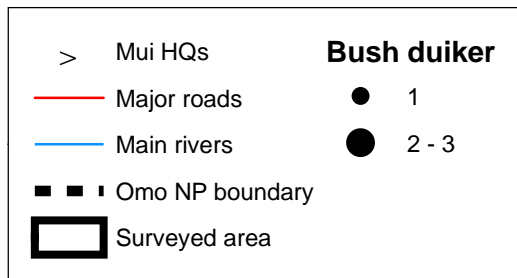 > Mui HQs
Major roads
Main rivers
Omo NP boundary
Surveyed area
Bush duiker
1
2 - 3